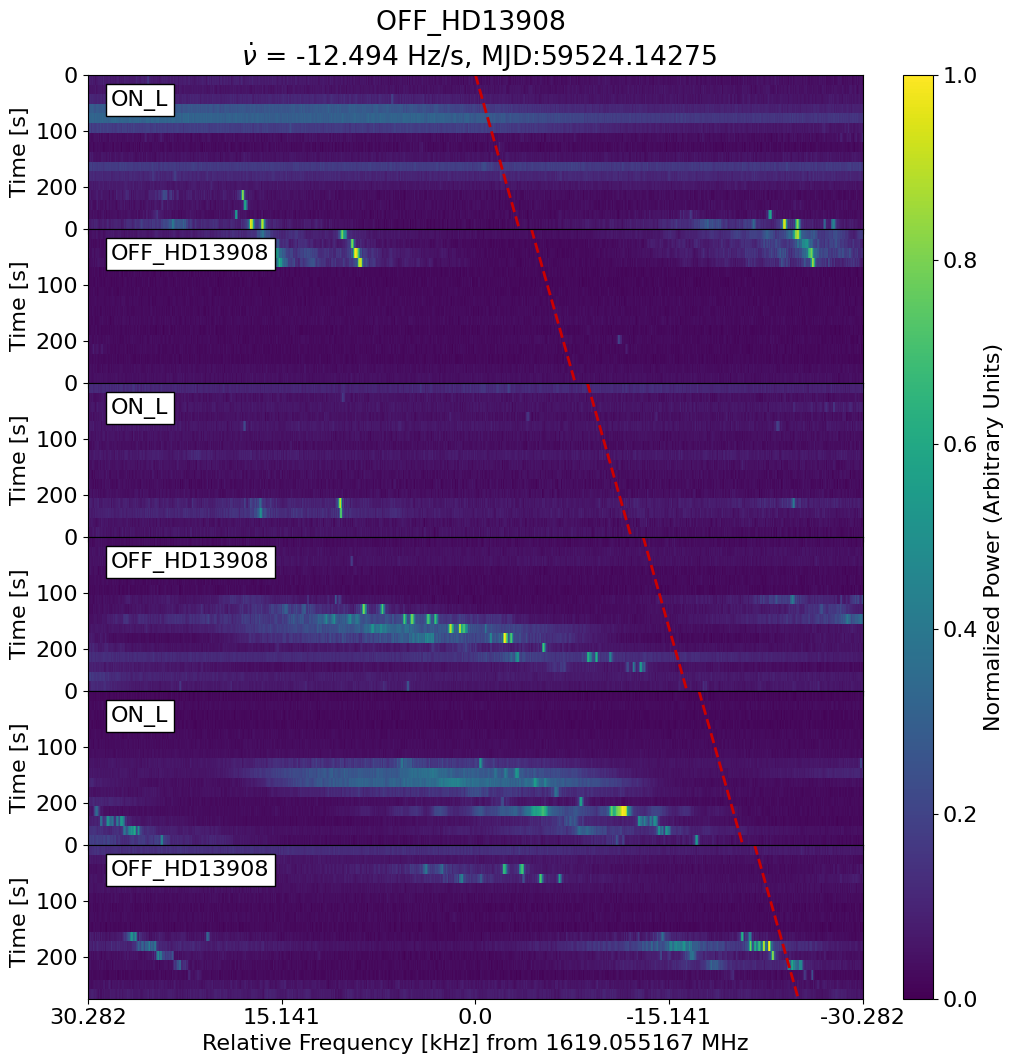 OFF_HD13908
ν̇ = -12.494 Hz/s, MJD:59524.14275
0
ON_L
100
200
Time [s]
0
OFF_HD13908
100
200
Time [s]
0
ON_L
100
200
Time [s]
0
OFF_HD13908
100
200
Time [s]
0
ON_L
100
200
Time [s]
0
OFF_HD13908
100
200
Time [s]
30.282 15.141 0.0 -15.141 -30.282
Relative Frequency [kHz] from 1619.055167 MHz
1.0
0.8
0.6
0.4
0.2
0.0
Normalized Power (Arbitrary Units)